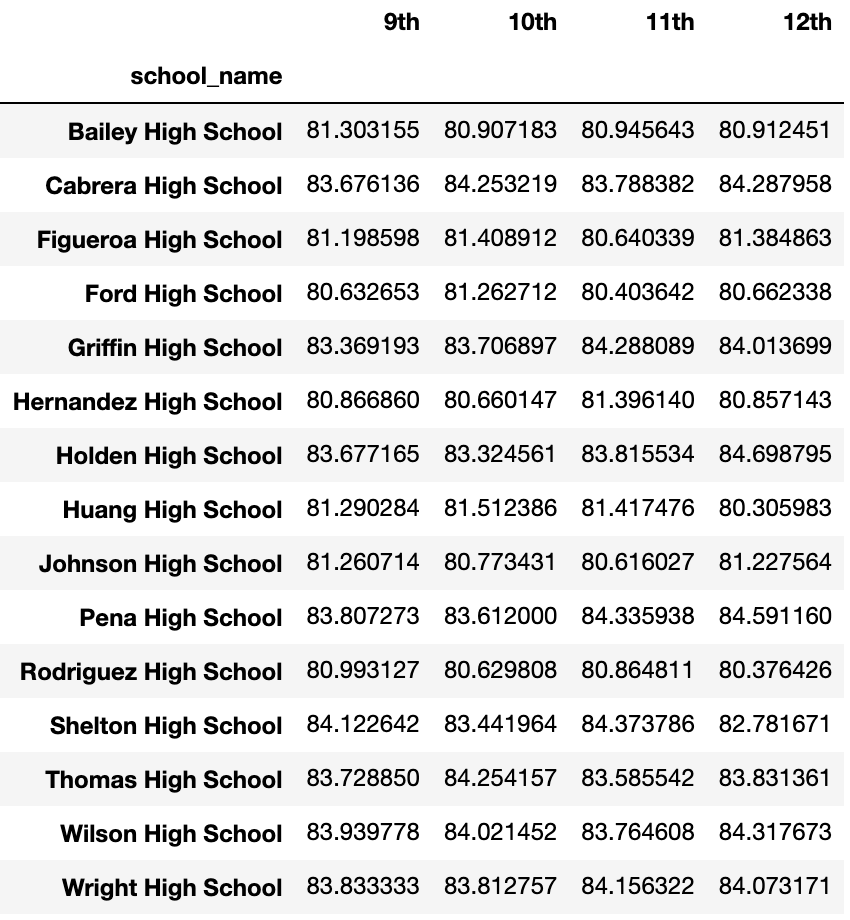 9th 10th 11th 12th
school_name
Bailey High School 81.303155 80.907183 80.945643 80.912451
Cabrera High School 83.676136 84.253219 83.788382 84.287958
Figueroa High School 81.198598 81.408912 80.640339 81.384863
Ford High School 80.632653 81.262712 80.403642 80.662338
Griffin High School 83.369193 83.706897 84.288089 84.013699
Hernandez High School 80.866860 80.660147 81.396140 80.857143
Holden High School 83.677165 83.324561 83.815534 84.698795
Huang High School 81.290284 81.512386 81.417476 80.305983
Johnson High School 81.260714 80.773431 80.616027 81.227564
Pena High School 83.807273 83.612000 84.335938 84.591160
Rodriguez High School 80.993127 80.629808 80.864811 80.376426
Shelton High School 84.122642 83.441964 84.373786 82.781671
Thomas High School 83.728850 84.254157 83.585542 83.831361
Wilson High School 83.939778 84.021452 83.764608 84.317673
Wright High School 83.833333 83.812757 84.156322 84.073171